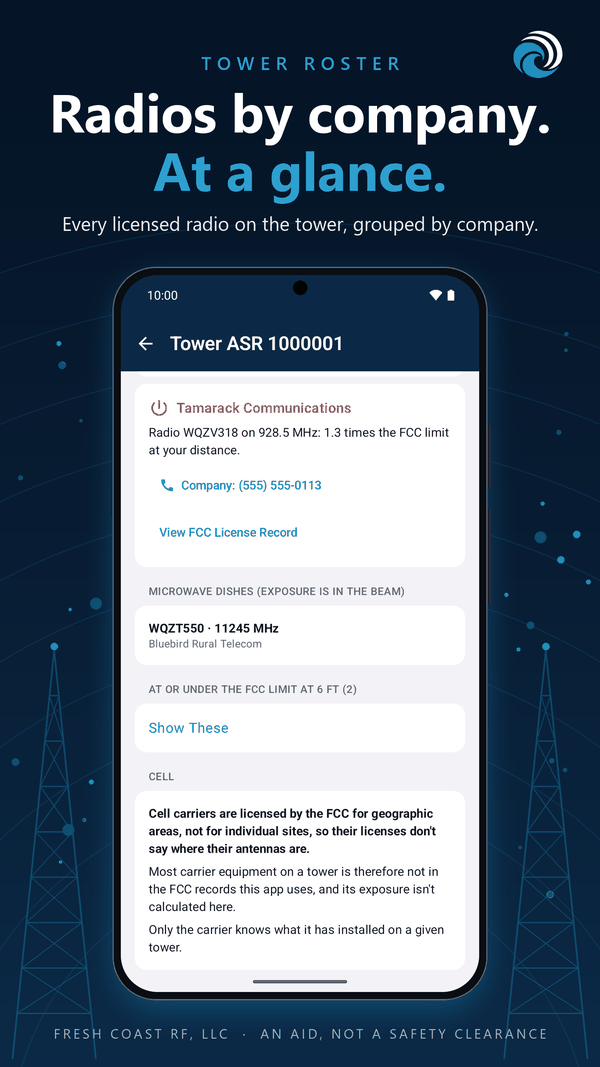 TOWER ROSTER
Radios by company.
At a glance.
Every licensed radio on the tower, grouped by company.
10:00
Tower ASR 1000001
Tamarack Communications
Radio WQZV318 on 928.5 MHz: 1.3 times the FCC limit
at your distance.
Company: (555) 555-0113
View FCC License Record
MICROWAVE DISHES (EXPOSURE IS IN THE BEAM)
WQZT550 · 11245 MHz
Bluebird Rural Telecom
AT OR UNDER THE FCC LIMIT AT 6 FT (2)
Show These
CELL
Cell carriers are licensed by the FCC for geographic
areas, not for individual sites, so their licenses don't
say where their antennas are.
Most carrier equipment on a tower is therefore not in
the FCC records this app uses, and its exposure isn't
calculated here.
Only the carrier knows what it has installed on a given
tower.
FRESH COAST RF, LLC · AN AID, NOT A SAFETY CLEARANCE